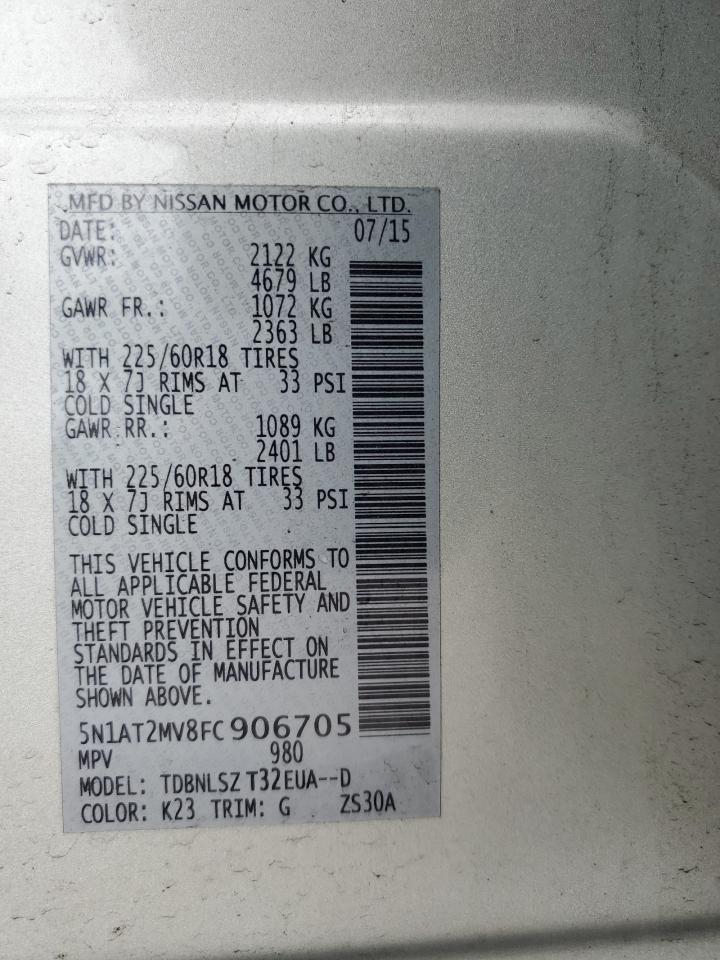 MFD BY NISSAN MOTOR CO., LTD.
DATE: 07/15
GVWR: 2122 KG
4679 LB
GAWR FR.: 1072 KG
2363 LB
WITH 225/60R18 TIRES
18 X 7J RIMS AT 33 PSI
COLD SINGLE
GAWR RR.: 1089 KG
2401 LB
WITH 225/60R18 TIRES
18 X 7J RIMS AT 33 PSI
COLD SINGLE
THIS VEHICLE CONFORMS TO
ALL APPLICABLE FEDERAL
MOTOR VEHICLE SAFETY AND
THEFT PREVENTION
STANDARDS IN EFFECT ON
THE DATE OF MANUFACTURE
SHOWN ABOVE.
5N1AT2MV8FC906705
MPV 980
MODEL: TDBNLSZ T32EUA--D
COLOR: K23 TRIM: G ZS30A